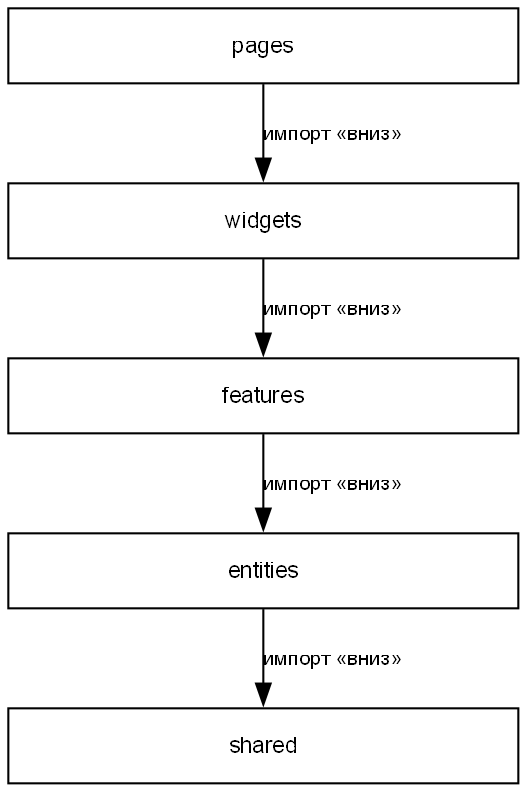 pages
импорт «вниз»
widgets
импорт «вниз»
features
импорт «вниз»
entities
импорт «вниз»
shared